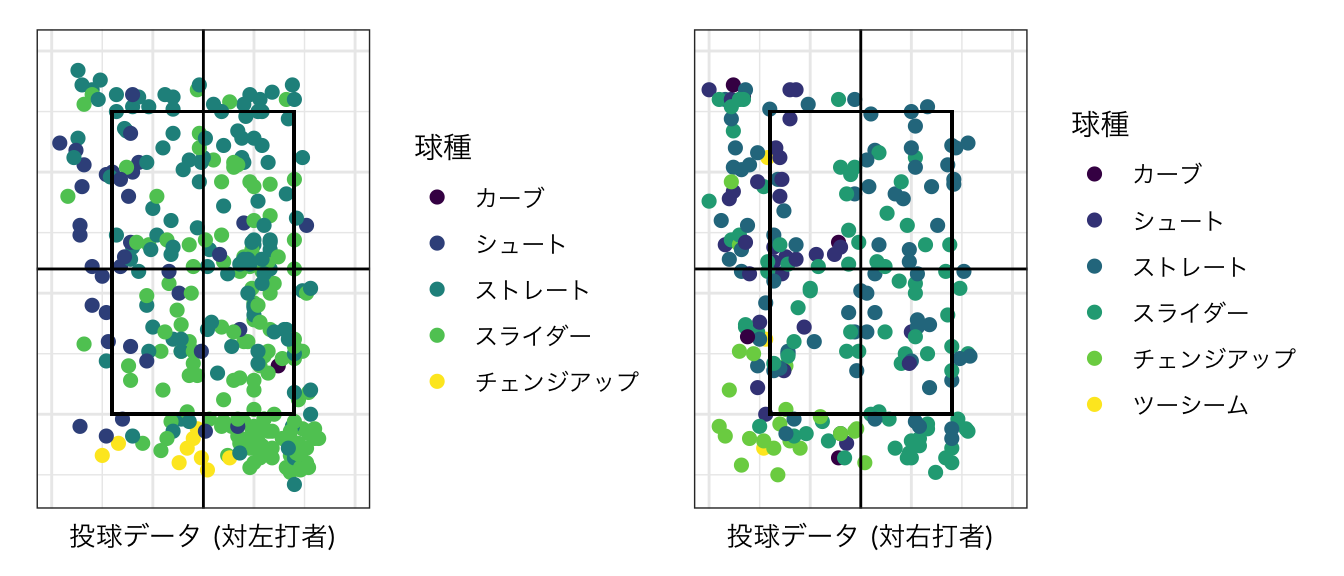 球種
カーブ
シュート
ストレート
スライダー
チェンジアップ
投球データ (対左打者)
球種
カーブ
シュート
ストレート
スライダー
チェンジアップ
ツーシーム
投球データ (対右打者)